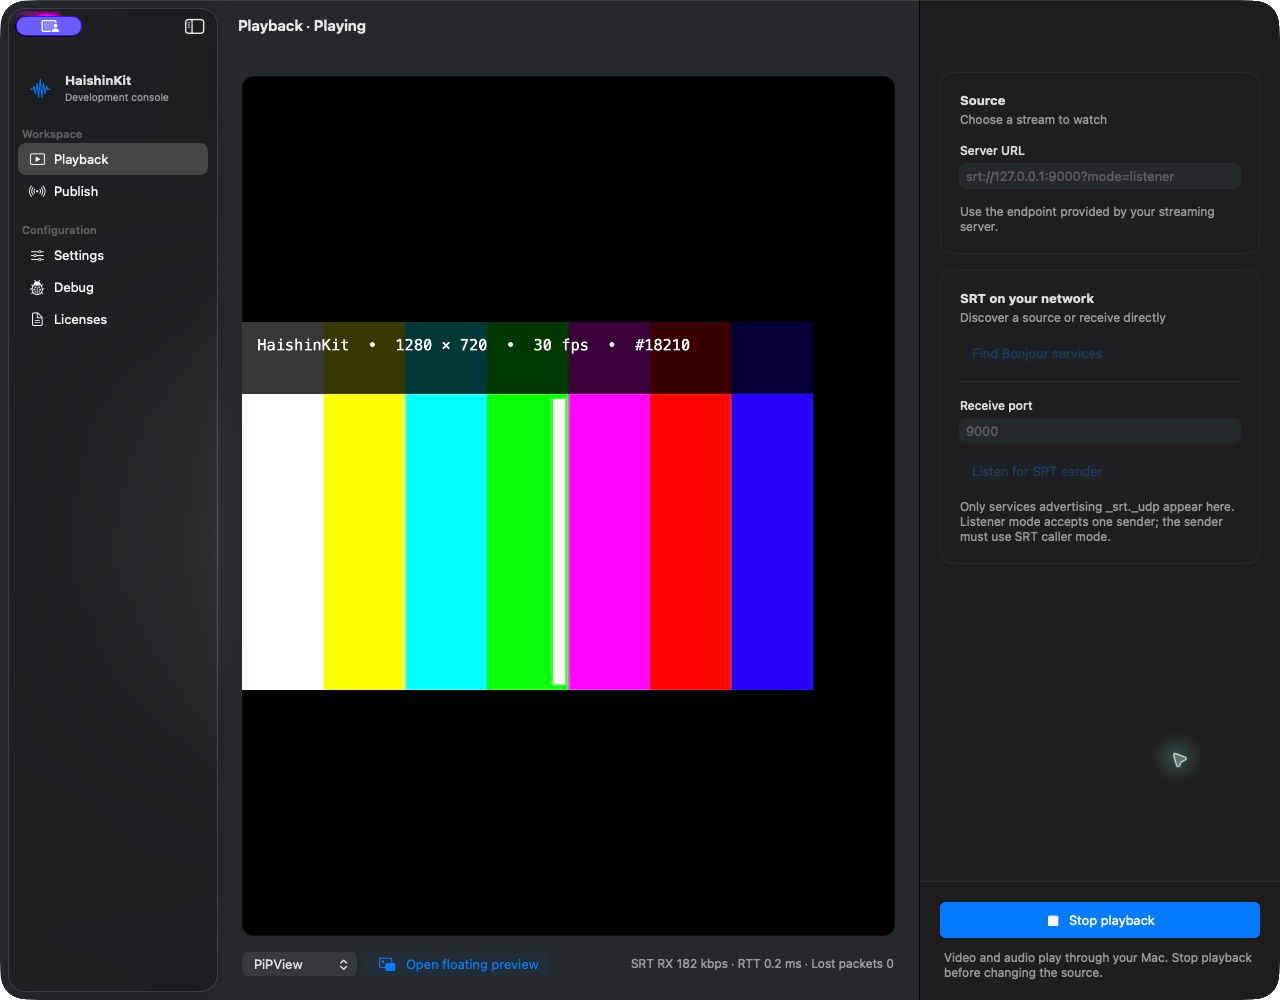 Playback · Playing
HaishinKit
Development console
Workspace
Playback
Publish
Configuration
Settings
Debug
Licenses
HaishinKit • 1280 × 720 • 30 fps • #18210
PiPView
Open floating preview
SRT RX 182 kbps · RTT 0.2 ms · Lost packets 0
Source
Choose a stream to watch
Server URL
srt://127.0.0.1:9000?mode=listener
Use the endpoint provided by your streaming
server.
SRT on your network
Discover a source or receive directly
Find Bonjour services
Receive port
9000
Listen for SRT sender
Only services advertising _srt._udp appear here.
Listener mode accepts one sender; the sender
must use SRT caller mode.
Stop playback
Video and audio play through your Mac. Stop playback
before changing the source.